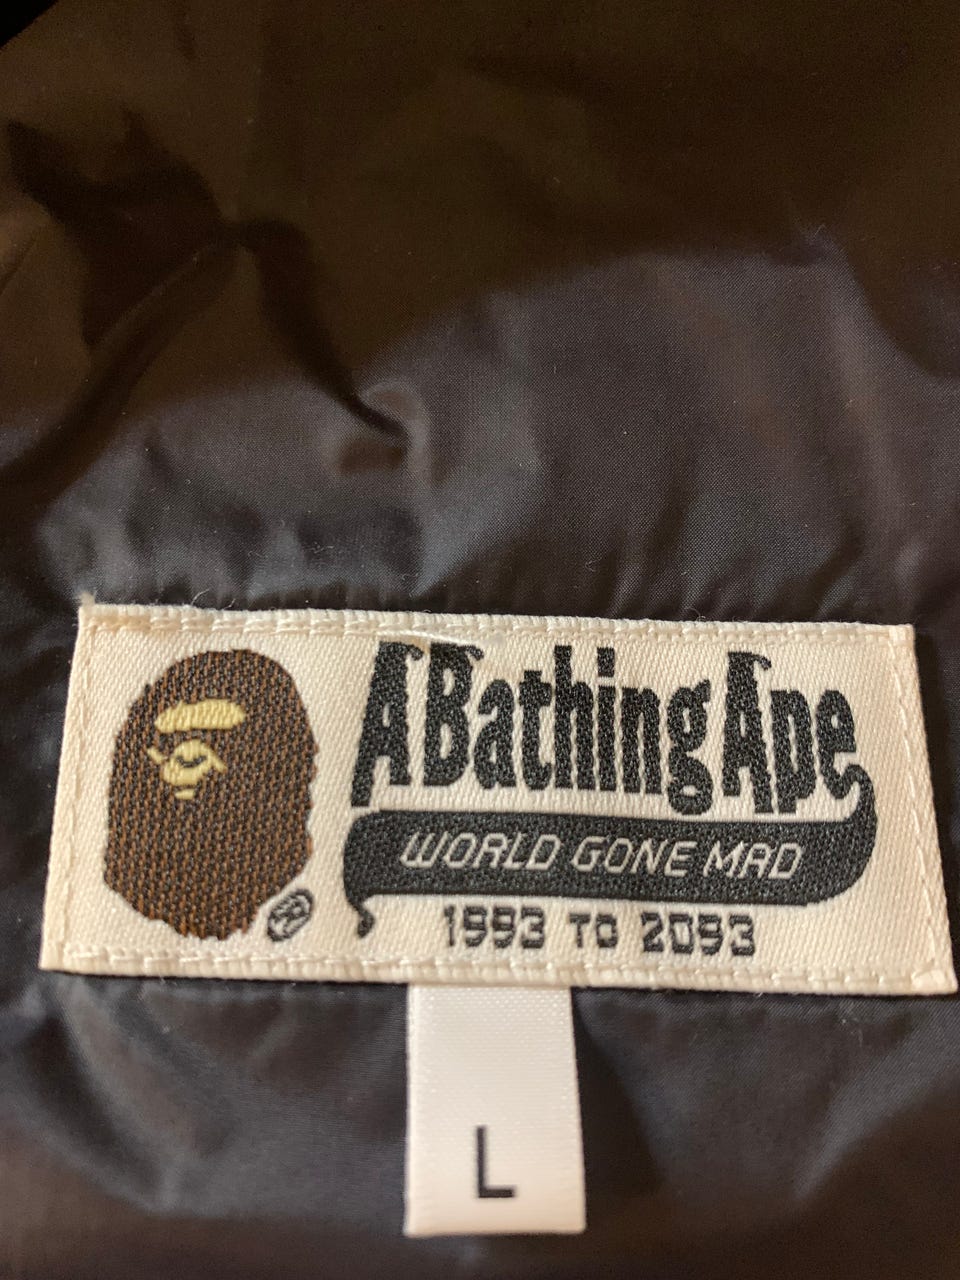 A Bathing Ape
WORLD GONE MAD
1993 TO 2093
L